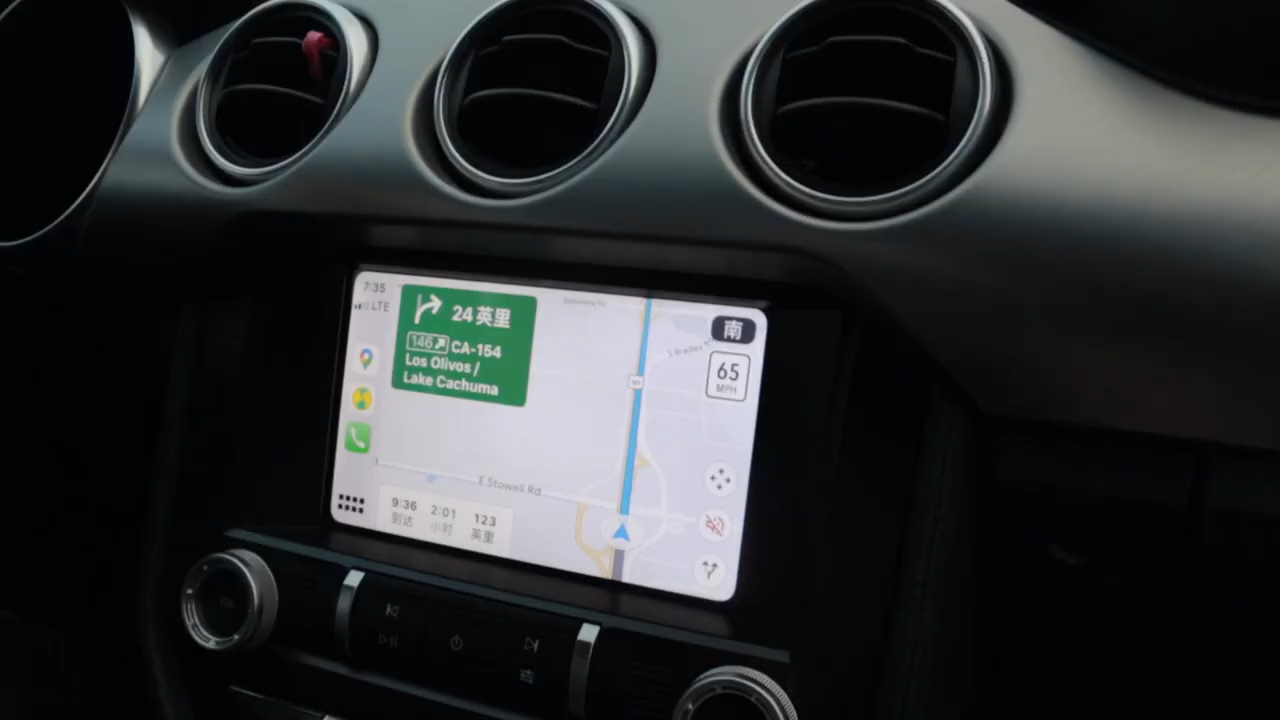 7:35
LTE
24 英里
146 CA-154
Los Olivos /
Lake Cachuma
南
65
MPH
E Stowell Rd
9:36 2:01 123
到达 小时 英里
VOL